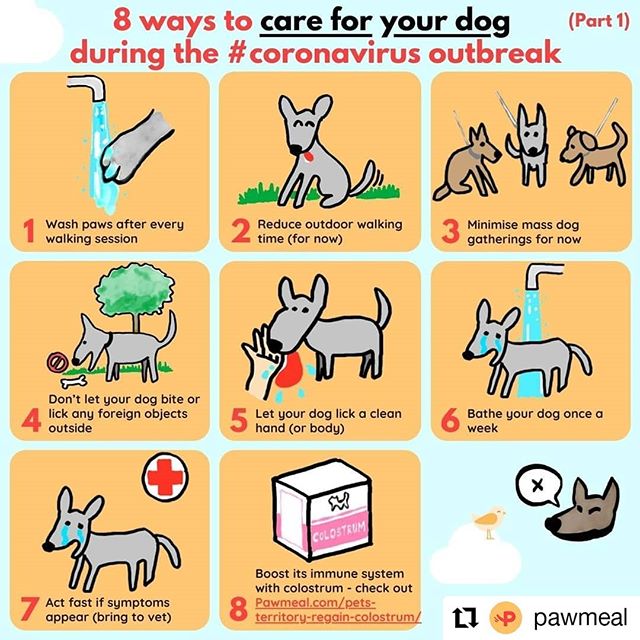 8 ways to care for your dog
(Part 1)
during the #coronavirus outbreak
1 Wash paws after every
walking session
2 Reduce outdoor walking
time (for now)
3 Minimise mass dog
gatherings for now
4 Don't let your dog bite or
lick any foreign objects
outside
5 Let your dog lick a clean
hand (or body)
6 Bathe your dog once a
week
7 Act fast if symptoms
appear (bring to vet)
COLOSTRUM
8 Boost its immune system
with colostrum - check out
Pawmeal.com/pets-
territory-regain-colostrum/
x
P
pawmeal